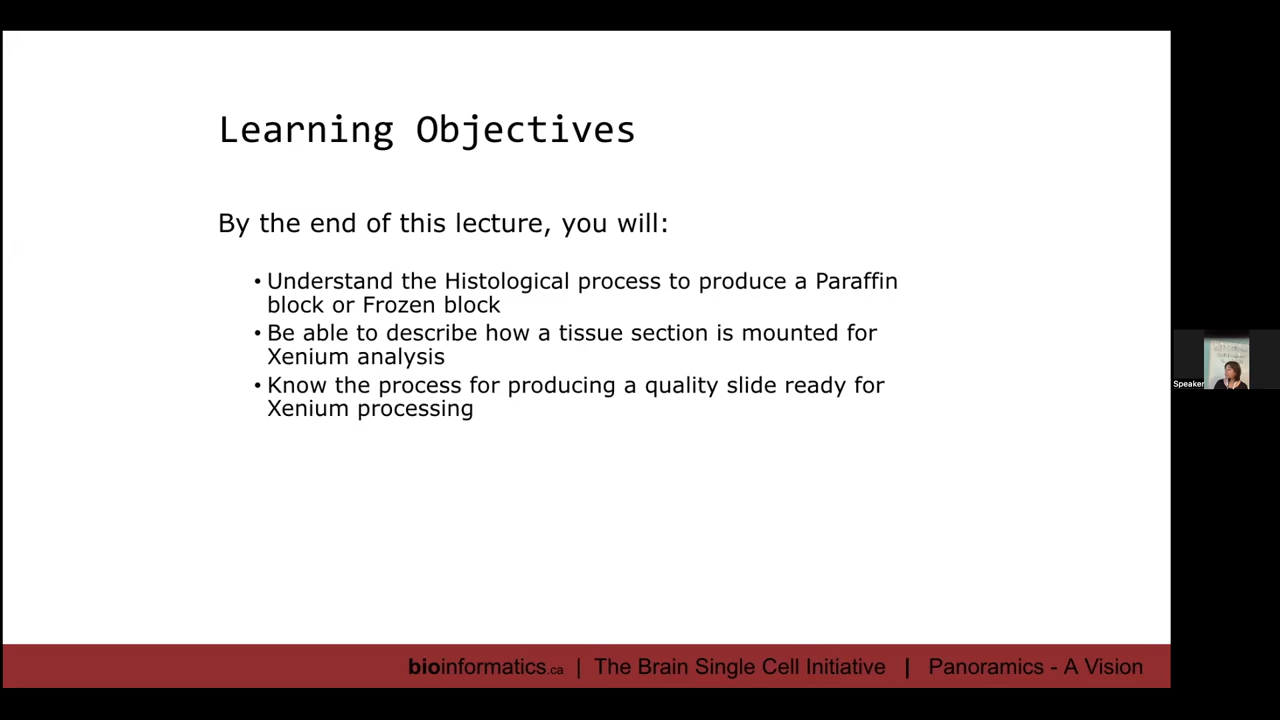 Learning Objectives
By the end of this lecture, you will:
• Understand the Histological process to produce a Paraffin
block or Frozen block
• Be able to describe how a tissue section is mounted for
Xenium analysis
• Know the process for producing a quality slide ready for
Xenium processing
Speaker
bioinformatics.ca | The Brain Single Cell Initiative | Panoramics - A Vision